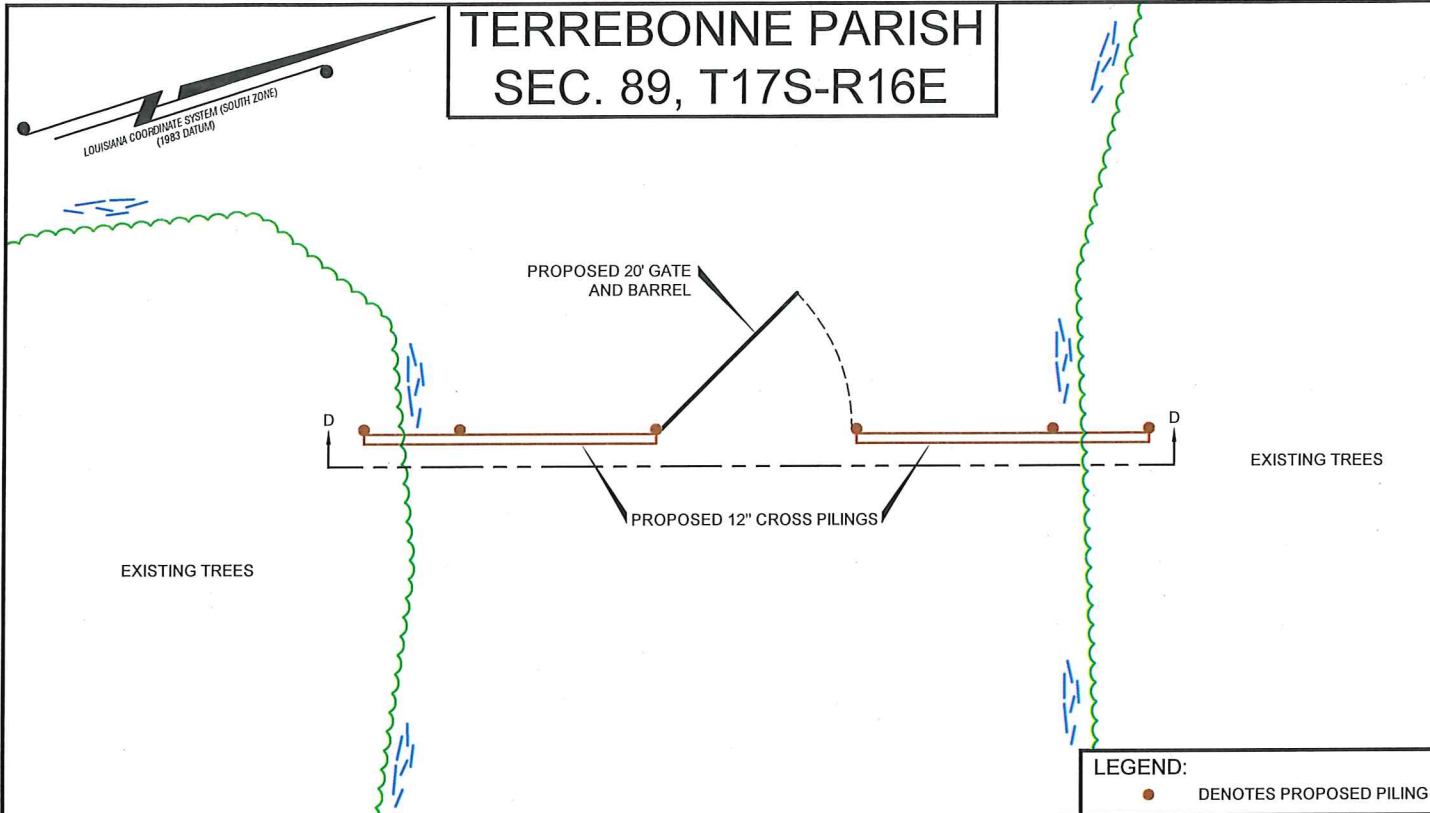 TERREBONNE PARISH
SEC. 89, T17S-R16E
LOUISIANA COORDINATE SYSTEM (SOUTH ZONE)
(1983 DATUM)
PROPOSED 20' GATE
AND BARREL
D
D
EXISTING TREES
PROPOSED 12" CROSS PILINGS
EXISTING TREES
LEGEND:
DENOTES PROPOSED PILING